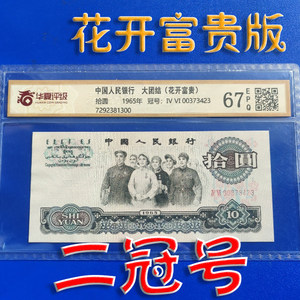 花开富贵版
华夏评级
中国人民银行 大团结（花开富贵）
拾圆 1965年 冠号：IV VI 00373423
7292381300
67 EPQ
中国人民银行
拾圆
1965
10
YUAN
二冠号